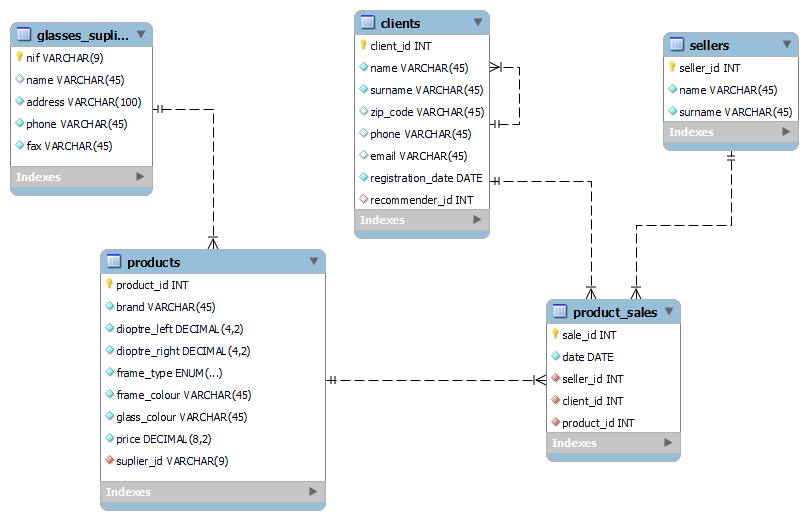 glasses_supli...
nif VARCHAR(9)
name VARCHAR(45)
address VARCHAR(100)
phone VARCHAR(45)
fax VARCHAR(45)
Indexes
clients
client_id INT
name VARCHAR(45)
surname VARCHAR(45)
zip_code VARCHAR(45)
phone VARCHAR(45)
email VARCHAR(45)
registration_date DATE
recommender_id INT
Indexes
sellers
seller_id INT
name VARCHAR(45)
surname VARCHAR(45)
Indexes
products
product_id INT
brand VARCHAR(45)
dioptre_left DECIMAL(4,2)
dioptre_right DECIMAL(4,2)
frame_type ENUM(...)
frame_colour VARCHAR(45)
glass_colour VARCHAR(45)
price DECIMAL(8,2)
suplier_id VARCHAR(9)
Indexes
product_sales
sale_id INT
date DATE
seller_id INT
client_id INT
product_id INT
Indexes